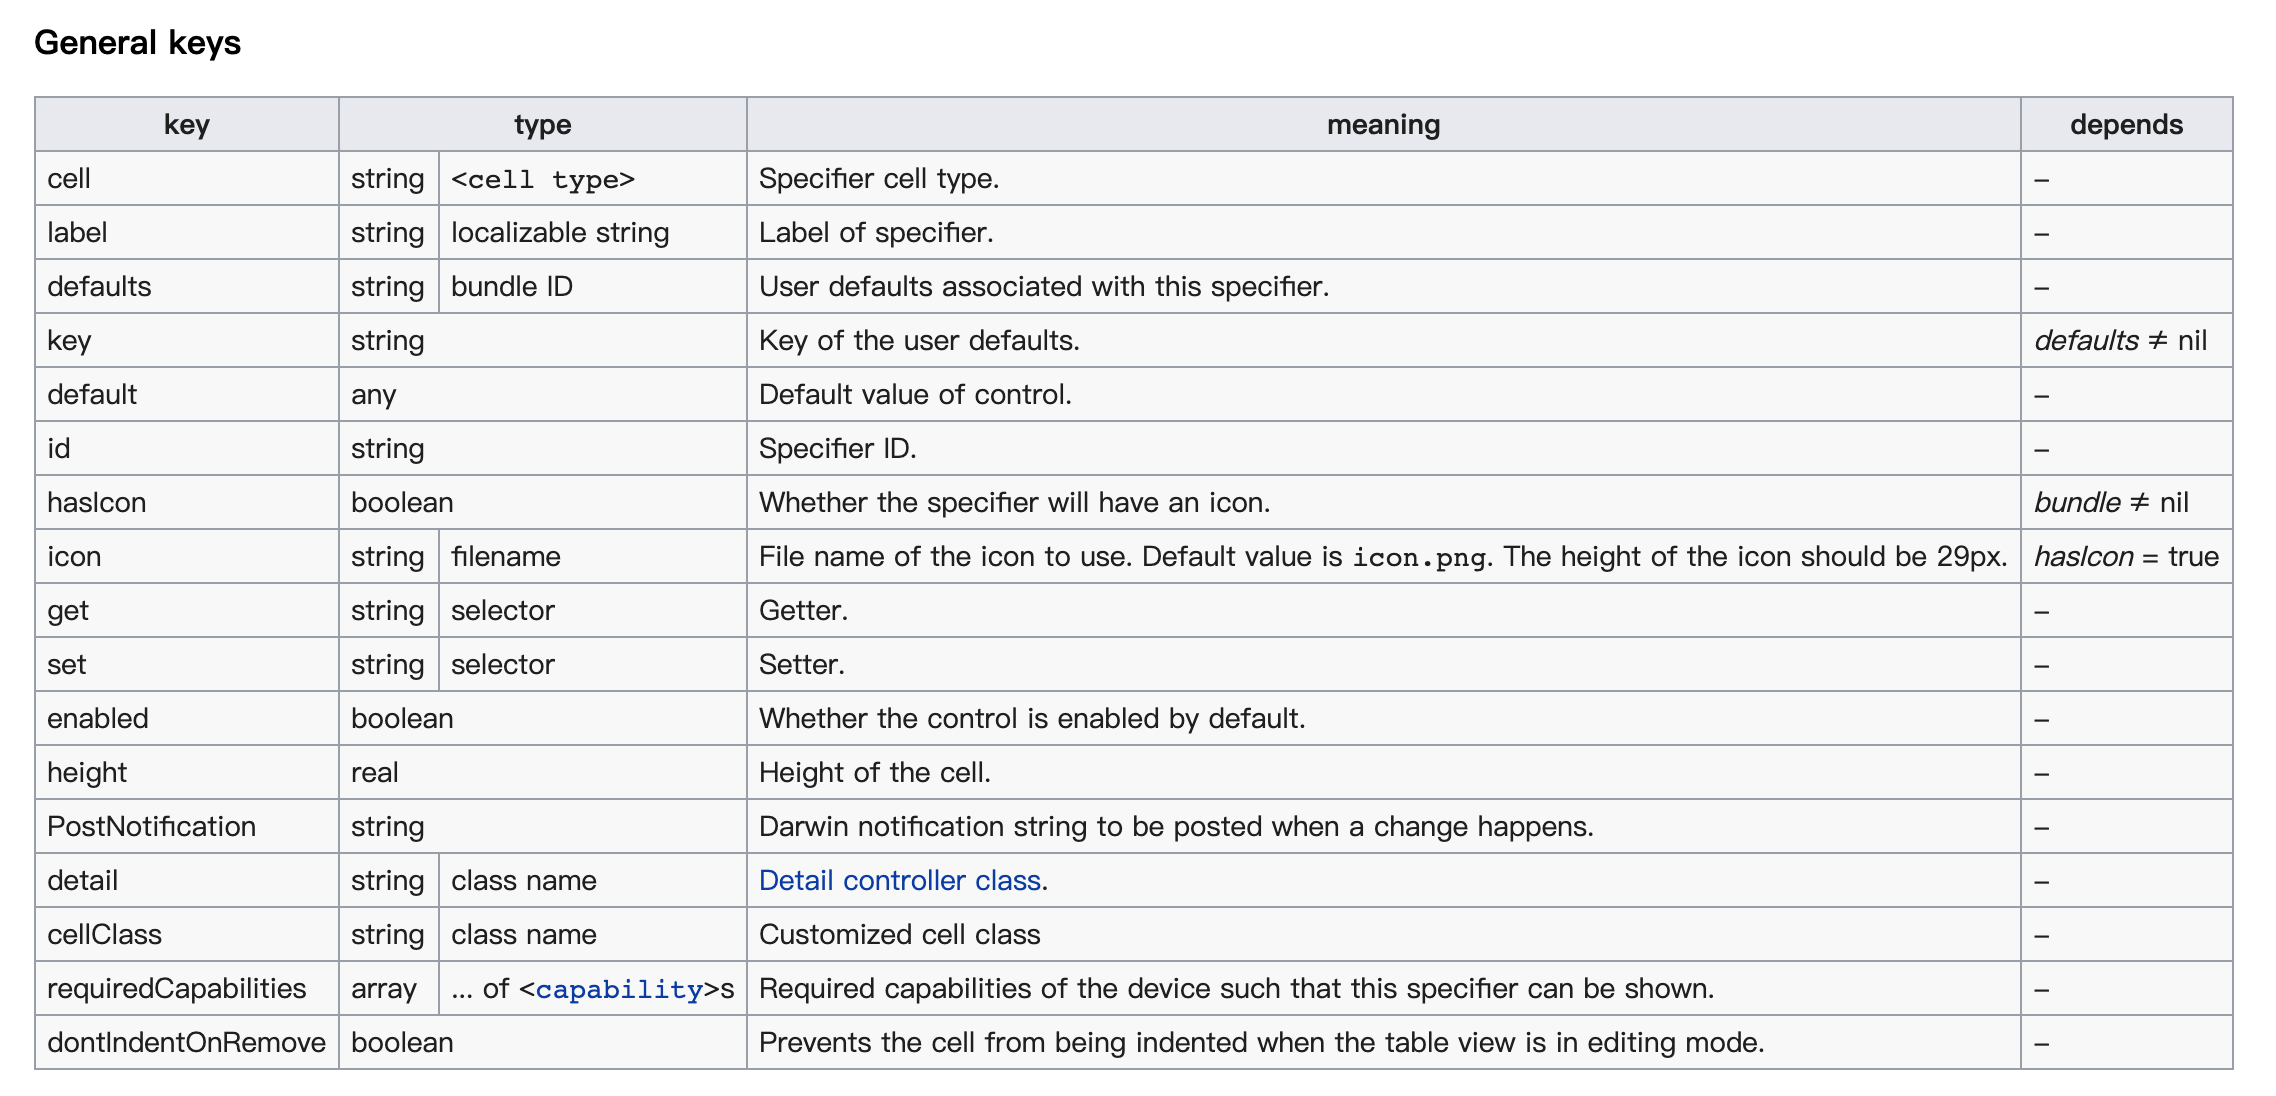 General keys
key type meaning depends
cell string <cell type> Specifier cell type. –
label string localizable string Label of specifier. –
defaults string bundle ID User defaults associated with this specifier. –
key string Key of the user defaults. defaults ≠ nil
default any Default value of control. –
id string Specifier ID. –
hasIcon boolean Whether the specifier will have an icon. bundle ≠ nil
icon string filename File name of the icon to use. Default value is icon.png. The height of the icon should be 29px. hasIcon = true
get string selector Getter. –
set string selector Setter. –
enabled boolean Whether the control is enabled by default. –
height real Height of the cell. –
PostNotification string Darwin notification string to be posted when a change happens. –
detail string class name Detail controller class. –
cellClass string class name Customized cell class –
requiredCapabilities array ... of <capability>s Required capabilities of the device such that this specifier can be shown. –
dontIndentOnRemove boolean Prevents the cell from being indented when the table view is in editing mode. –